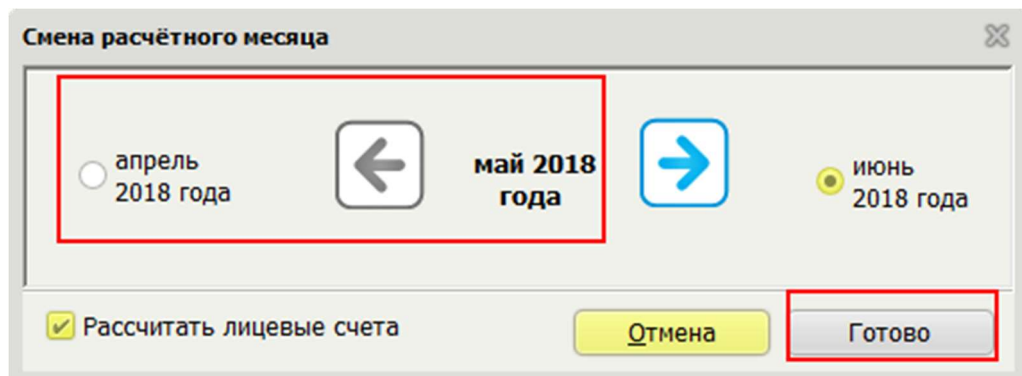 Смена расчётного месяца
апрель
2018 года
май 2018
года
июнь
2018 года
Рассчитать лицевые счета
Отмена
Готово